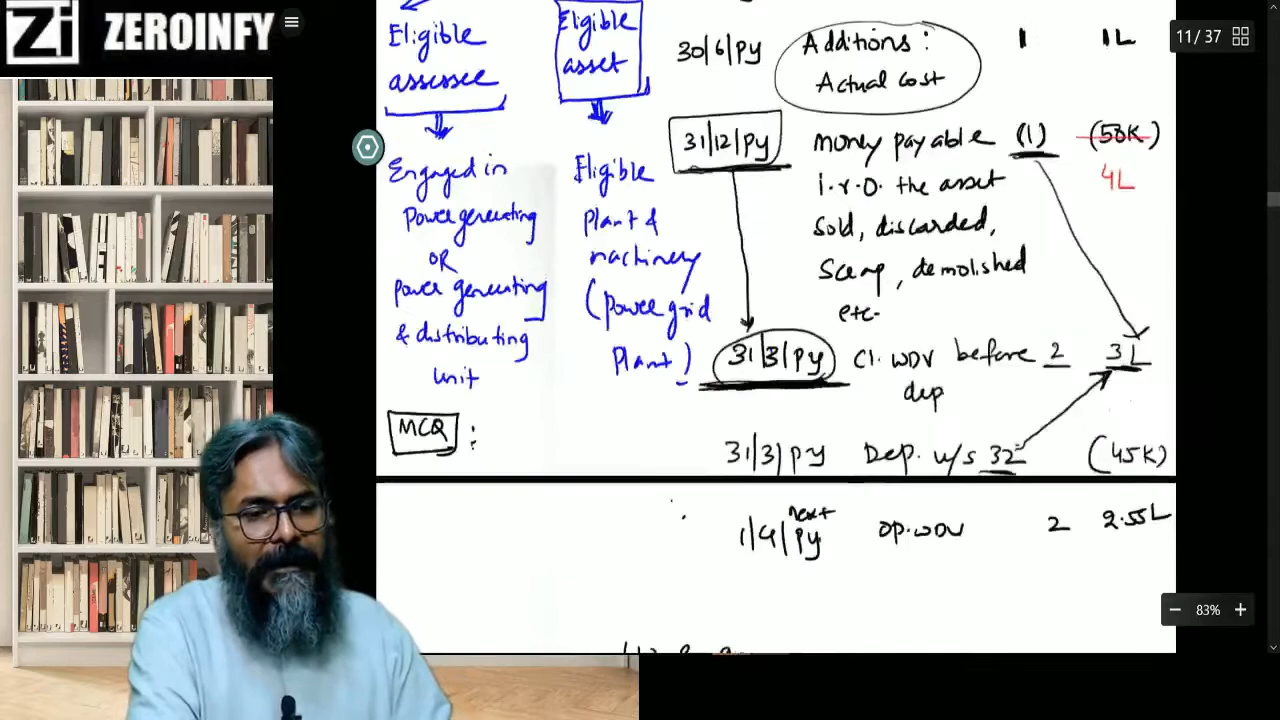 Zi ZEROINFY
11 / 37
Eligible
assessee
Engaged in
Power generating
OR
Power generating
& distributing
unit
MCQ :
Eligible
asset
Eligible
Plant &
machinery
(Power grid
Plant)
30/6/Py Additions : 1 1L
Actual cost
31/12/Py money payable (1) (50K)
i.r.o. the asset 4L
Sold, discarded,
Scrap, demolished
etc.
31/3/Py Cl. WDV before 2 3L
dep
31/3/Py Dep. u/s 32 (45K)
1/4/Py next op. WDV 2 2.55L
83%